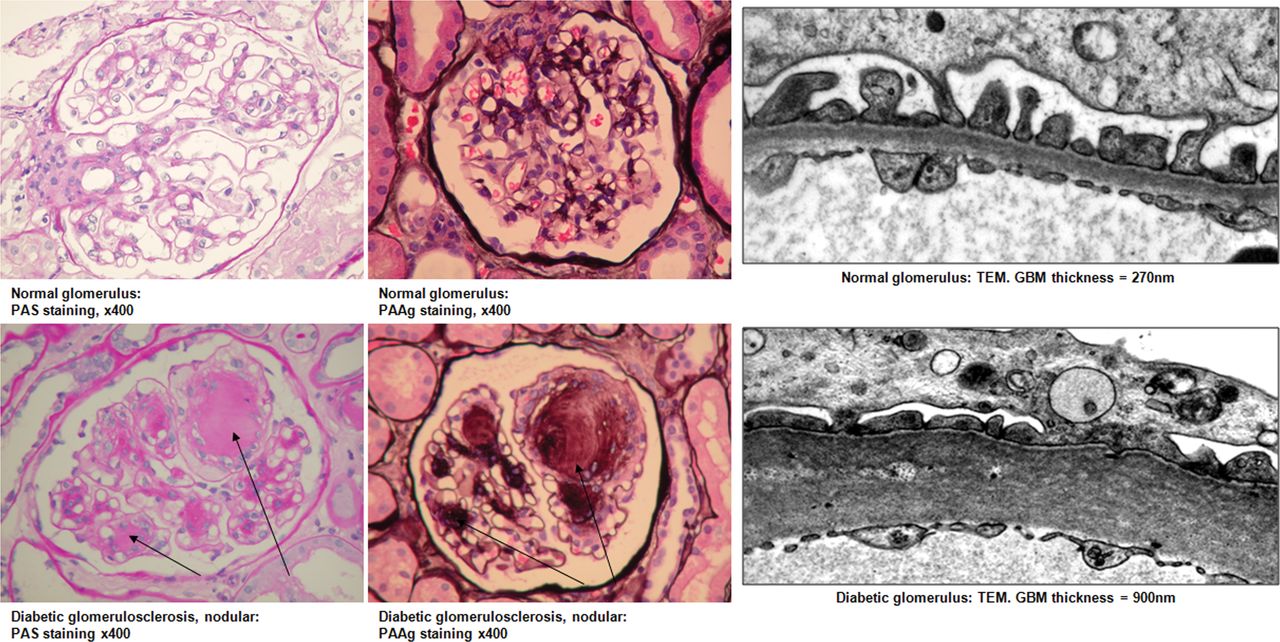 Normal glomerulus:
PAS staining, x400
Normal glomerulus:
PAAg staining, x400
Normal glomerulus: TEM. GBM thickness = 270nm
Diabetic glomerulosclerosis, nodular:
PAS staining x400
Diabetic glomerulosclerosis, nodular:
PAAg staining x400
Diabetic glomerulus: TEM. GBM thickness = 900nm